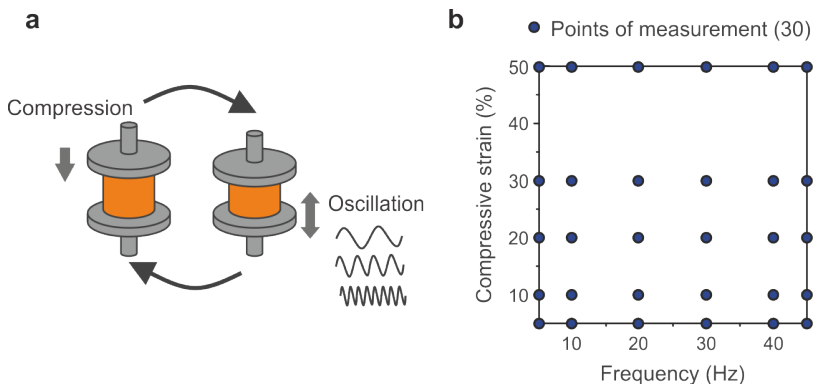 a
Compression
Oscillation
b
Points of measurement (30)
Compressive strain (%)
50
40
30
20
10
10 20 30 40
Frequency (Hz)